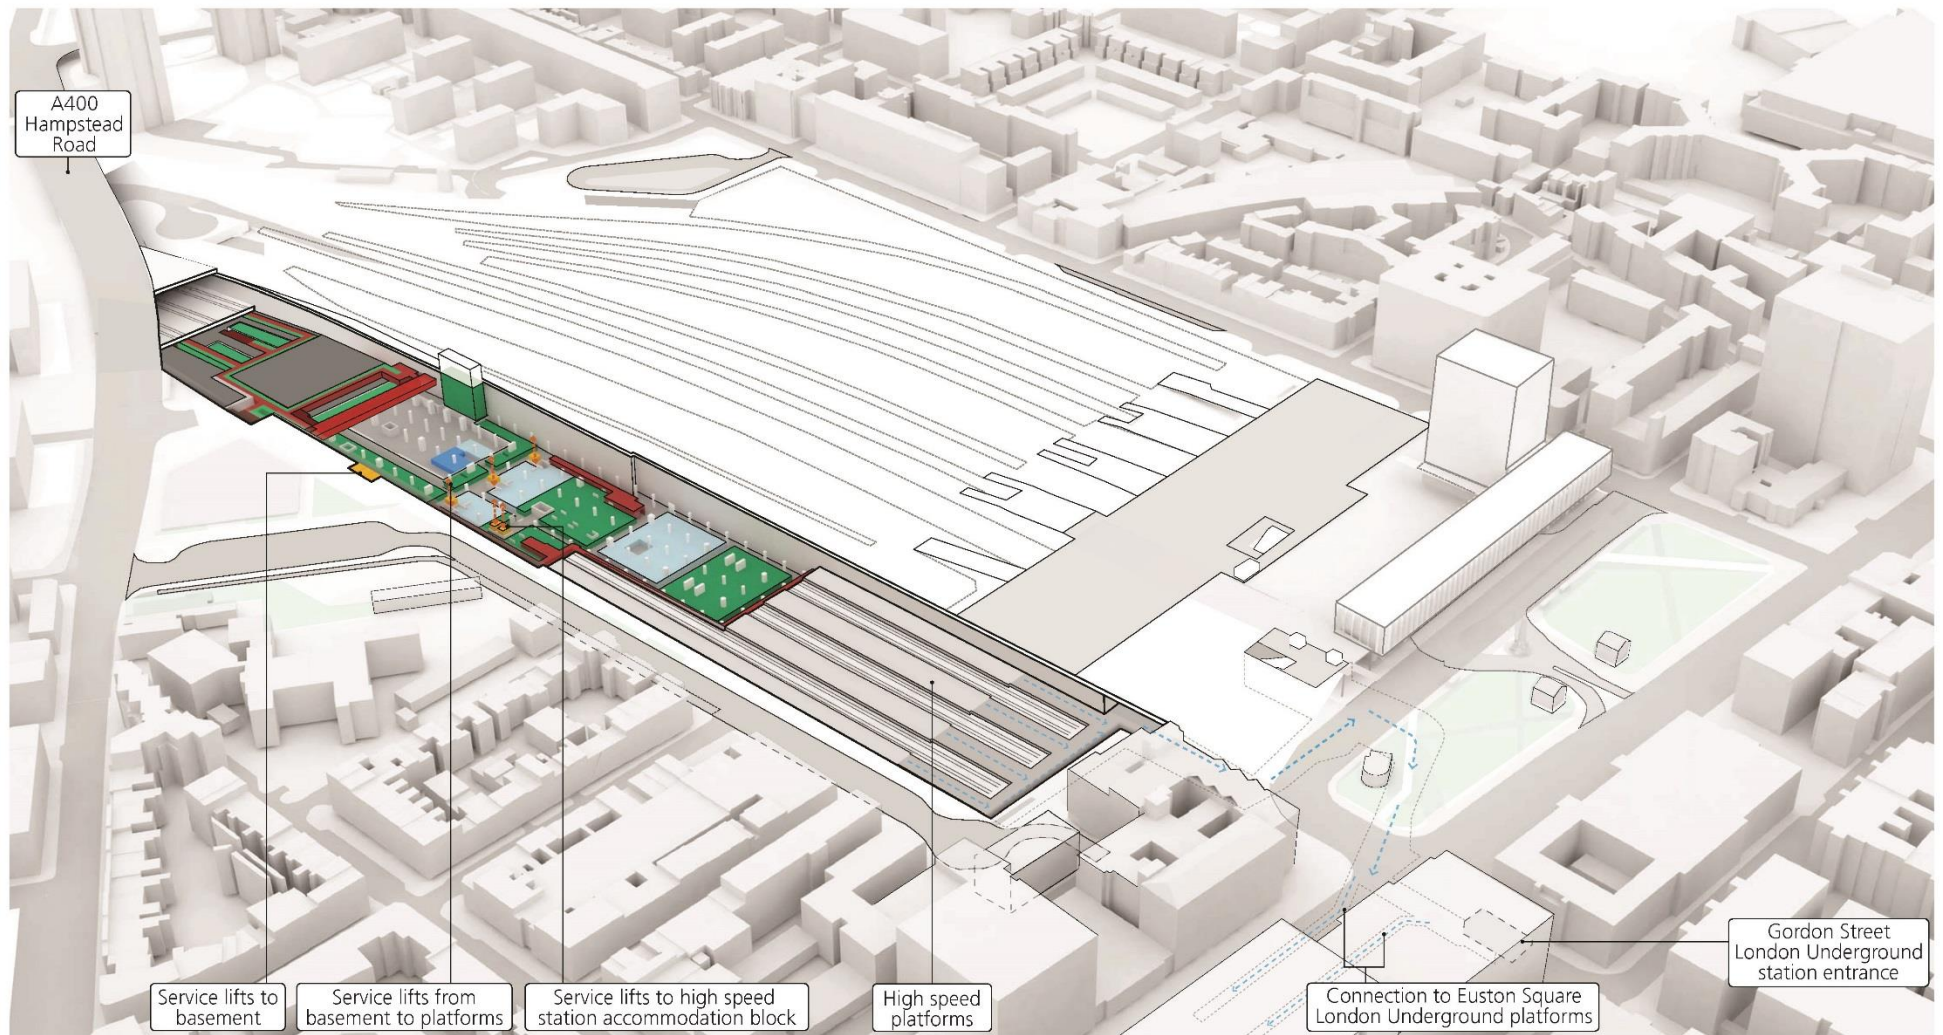 A400
Hampstead
Road
Service lifts to
basement
Service lifts from
basement to platforms
Service lifts to high speed
station accommodation block
High speed
platforms
Connection to Euston Square
London Underground platforms
Gordon Street
London Underground
station entrance